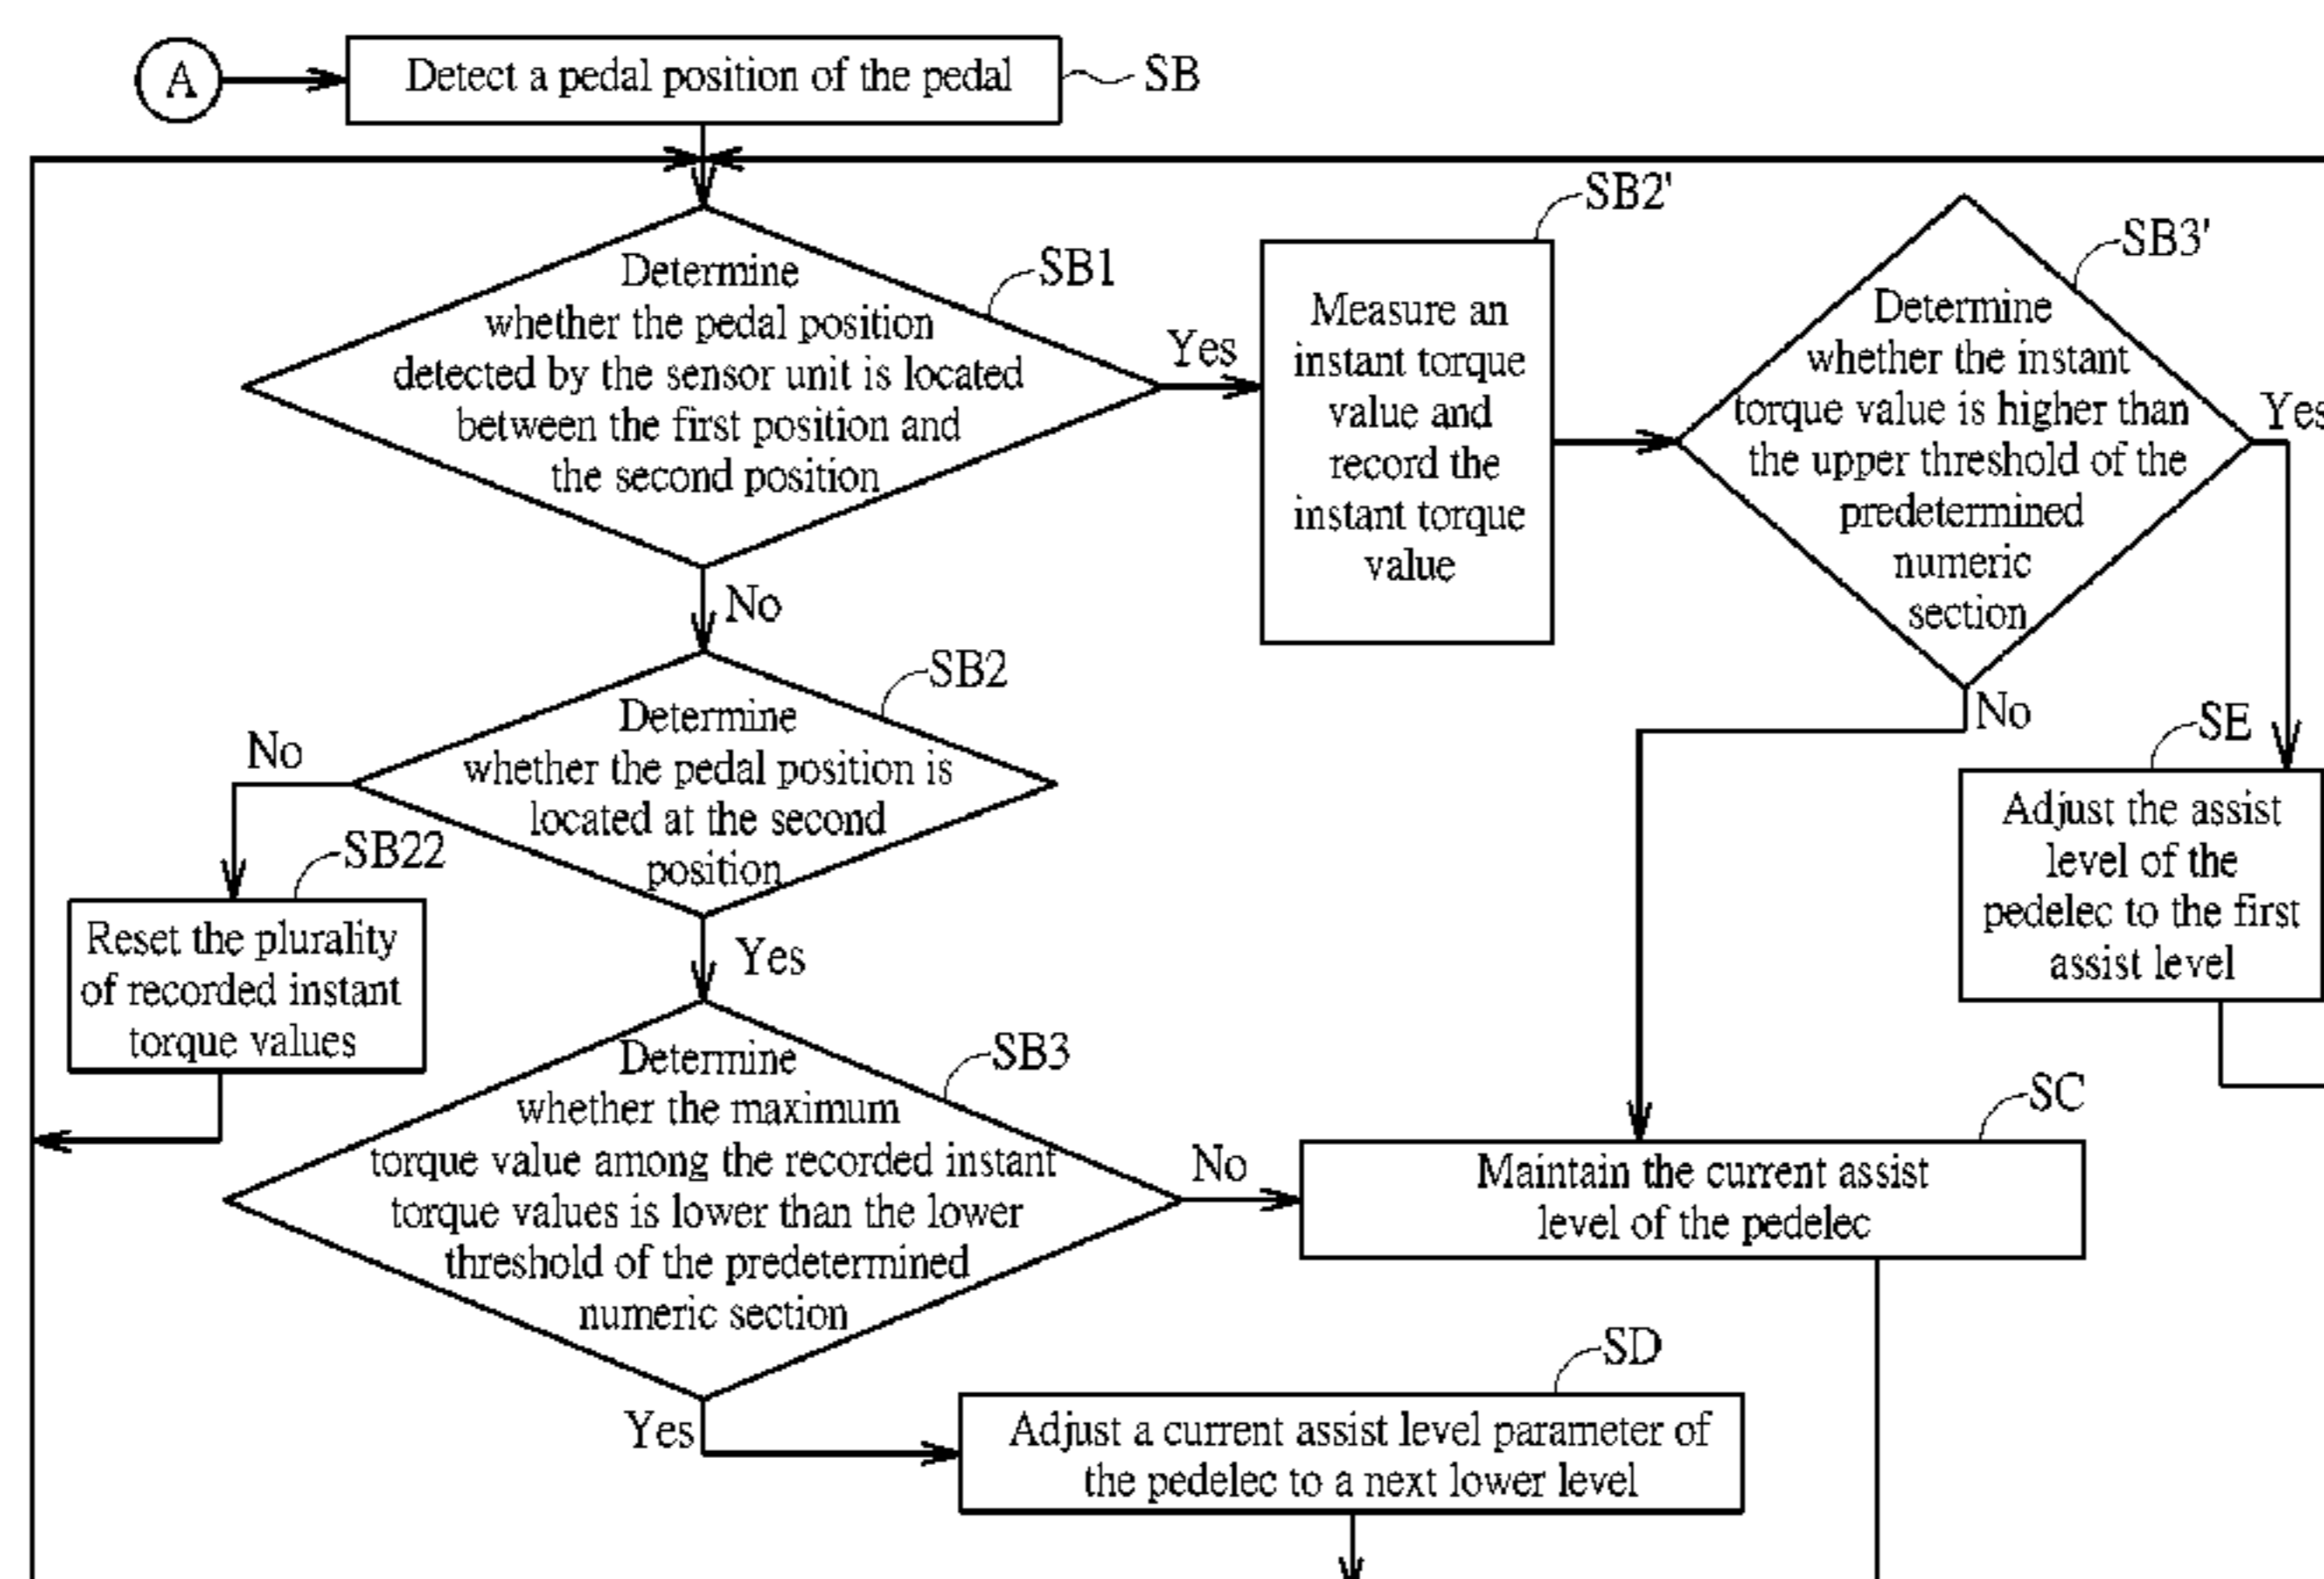 A
Detect a pedal position of the pedal
SB
Determine
whether the pedal position
detected by the sensor unit is located
between the first position and
the second position
SB1
Yes
No
SB2'
Measure an
instant torque
value and
record the
instant torque
value
SB3'
Determine
whether the instant
torque value is higher than
the upper threshold of the
predetermined
numeric
section
Yes
No
SB2
Determine
whether the pedal position is
located at the second
position
No
Yes
SB22
Reset the plurality
of recorded instant
torque values
SE
Adjust the assist
level of the
pedelec to the first
assist level
SB3
Determine
whether the maximum
torque value among the recorded instant
torque values is lower than the lower
threshold of the predetermined
numeric section
No
Yes
SC
Maintain the current assist
level of the pedelec
SD
Adjust a current assist level parameter of
the pedelec to a next lower level